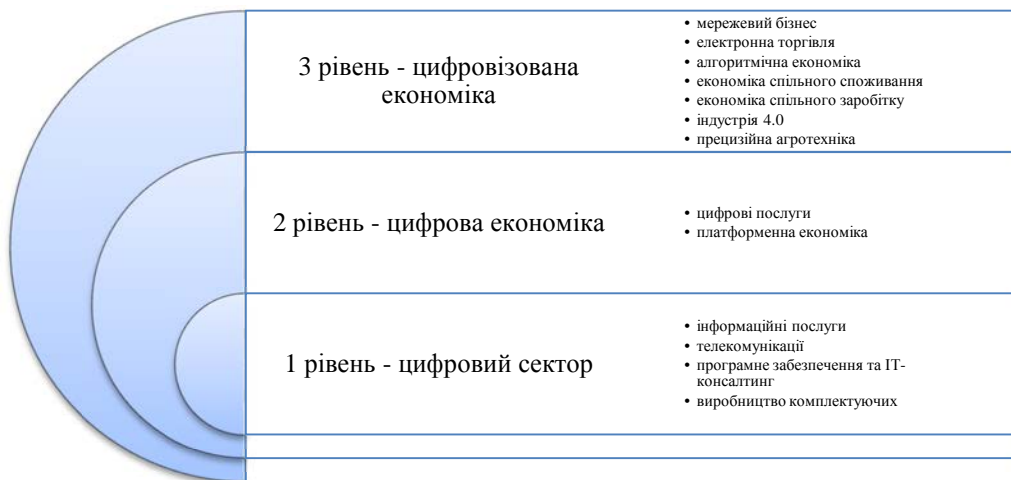 3 рівень - цифровізована
економіка
• мережевий бізнес
• електронна торгівля
• алгоритмічна економіка
• економіка спільного споживання
• економіка спільного заробітку
• індустрія 4.0
• прецизійна агротехніка
2 рівень - цифрова економіка
• цифрові послуги
• платформенна економіка
1 рівень - цифровий сектор
• інформаційні послуги
• телекомунікації
• програмне забезпечення та ІТ-
консалтинг
• виробництво комплектуючих